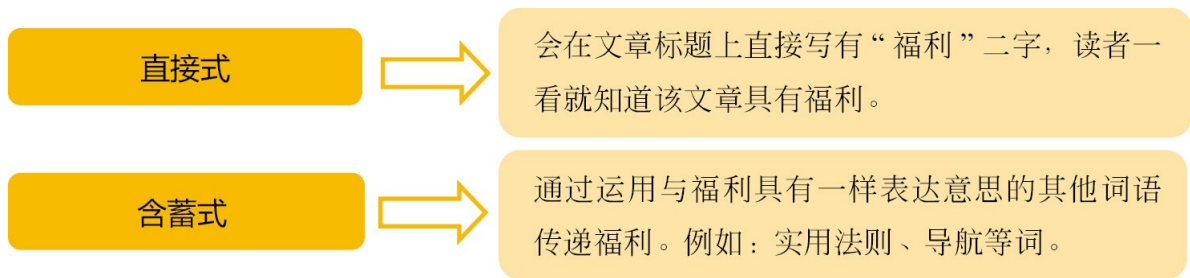 直接式
会在文章标题上直接写有“福利”二字，读者一
看就知道该文章具有福利。
含蓄式
通过运用与福利具有一样表达意思的其他词语
传递福利。例如：实用法则、导航等词。